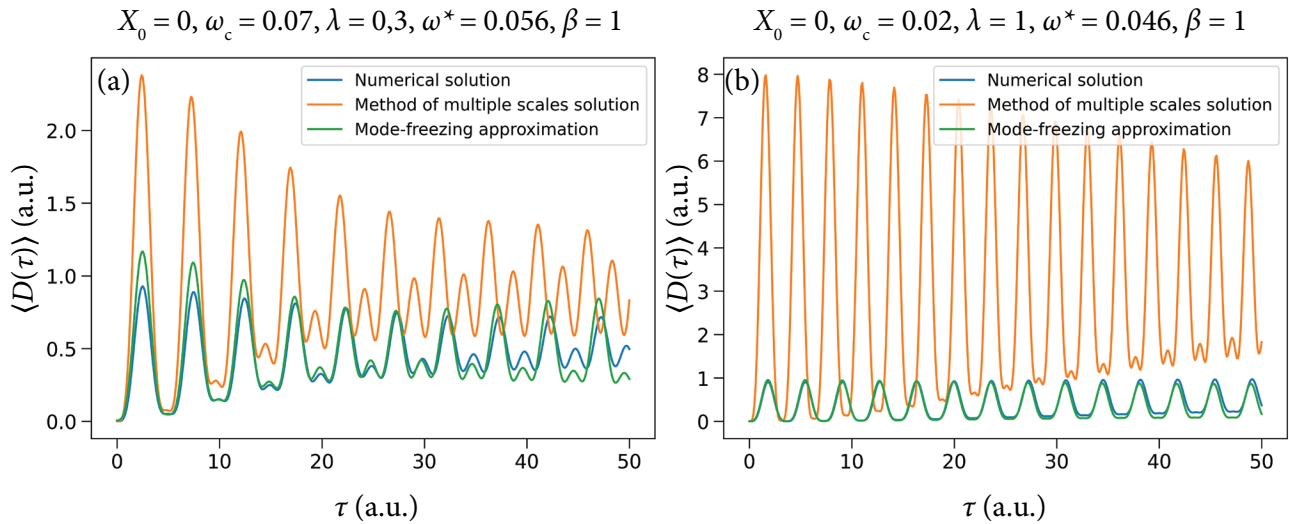 X₀ = 0, ω_c = 0.07, λ = 0,3, ω* = 0.056, β = 1
(a)
Numerical solution
Method of multiple scales solution
Mode-freezing approximation
⟨D(τ)⟩ (a.u.)
2.0
1.5
1.0
0.5
0.0
0 10 20 30 40 50
τ (a.u.)
X₀ = 0, ω_c = 0.02, λ = 1, ω* = 0.046, β = 1
(b)
Numerical solution
Method of multiple scales solution
Mode-freezing approximation
⟨D(τ)⟩ (a.u.)
8
7
6
5
4
3
2
1
0
0 10 20 30 40 50
τ (a.u.)